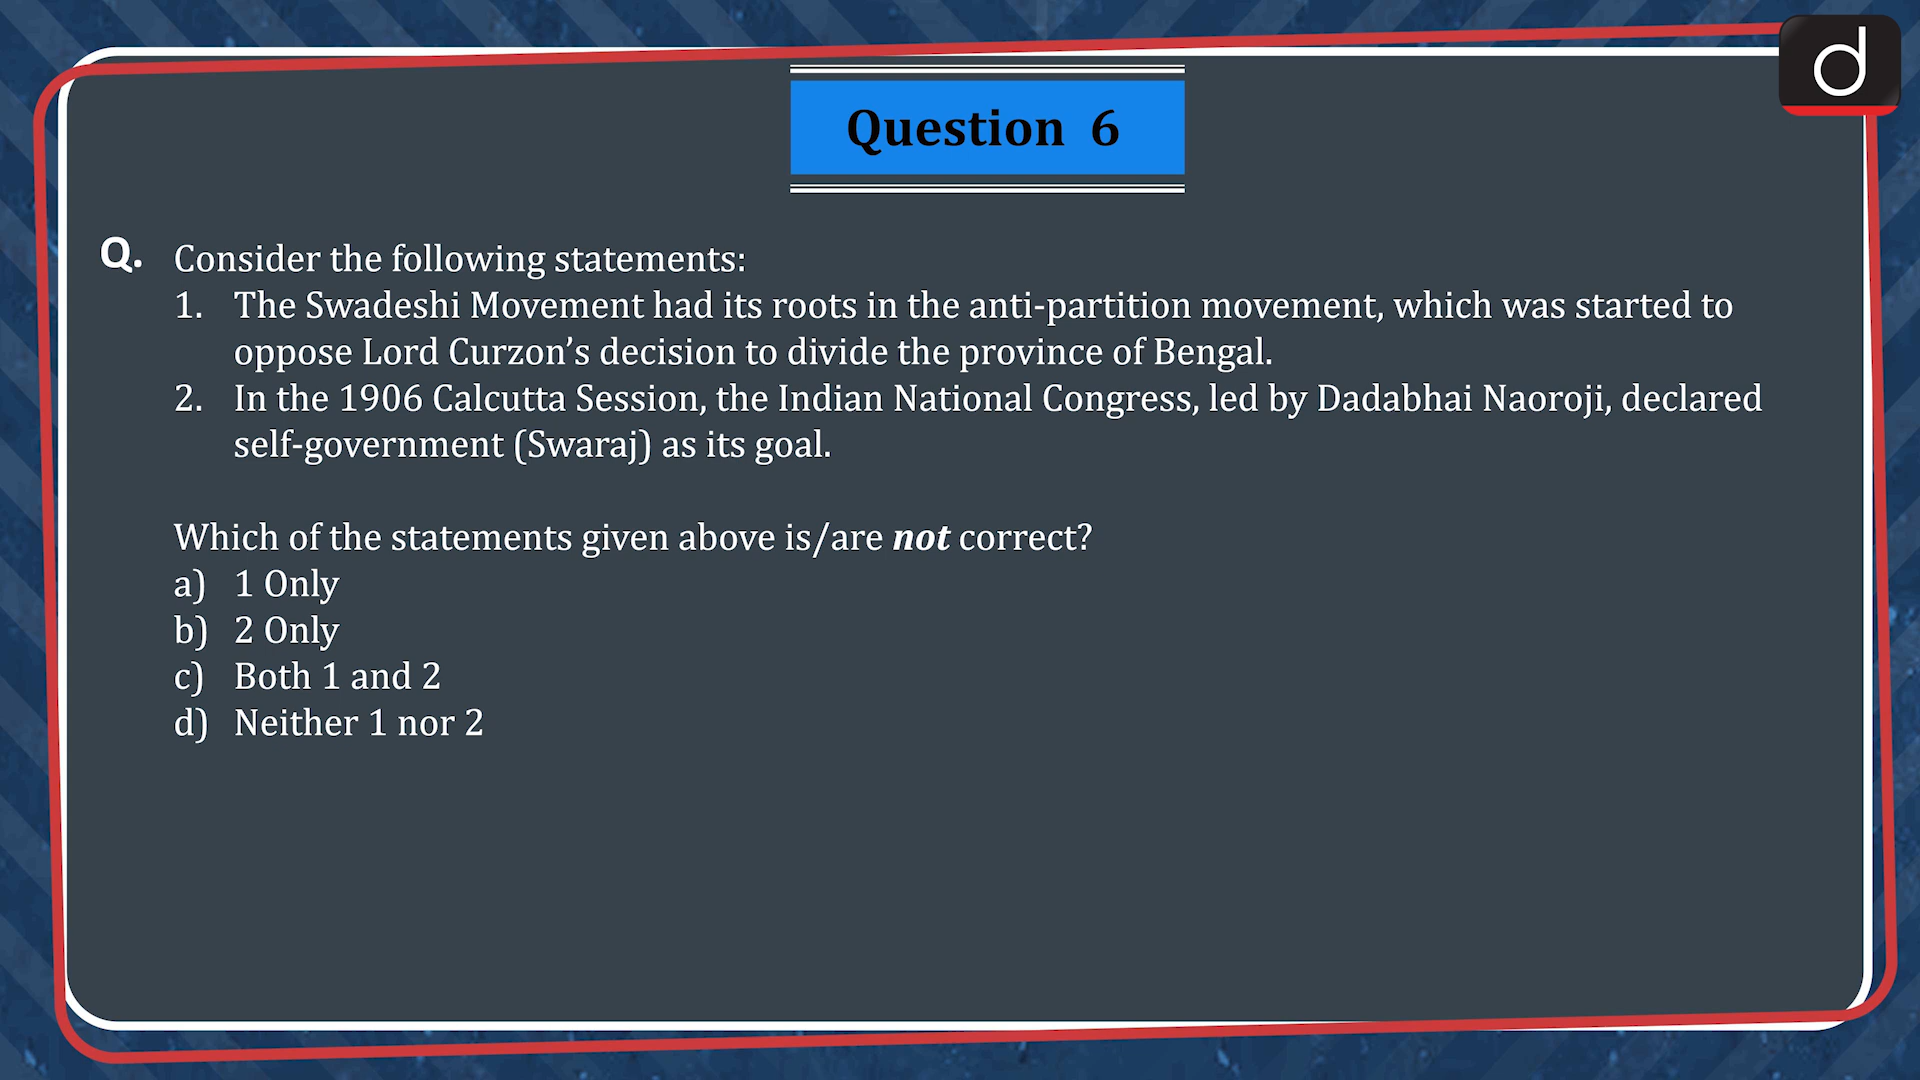 d
Question 6
Q. Consider the following statements:
1. The Swadeshi Movement had its roots in the anti-partition movement, which was started to
oppose Lord Curzon’s decision to divide the province of Bengal.
2. In the 1906 Calcutta Session, the Indian National Congress, led by Dadabhai Naoroji, declared
self-government (Swaraj) as its goal.
Which of the statements given above is/are not correct?
a) 1 Only
b) 2 Only
c) Both 1 and 2
d) Neither 1 nor 2